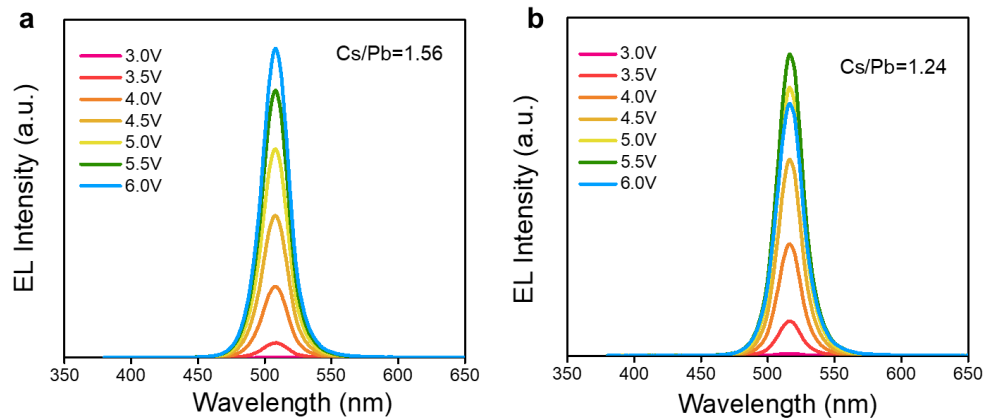 a
Cs/Pb=1.56
3.0V
3.5V
4.0V
4.5V
5.0V
5.5V
6.0V
EL Intensity (a.u.)
350 400 450 500 550 600 650
Wavelength (nm)
b
Cs/Pb=1.24
3.0V
3.5V
4.0V
4.5V
5.0V
5.5V
6.0V
EL Intensity (a.u.)
350 400 450 500 550 600 650
Wavelength (nm)